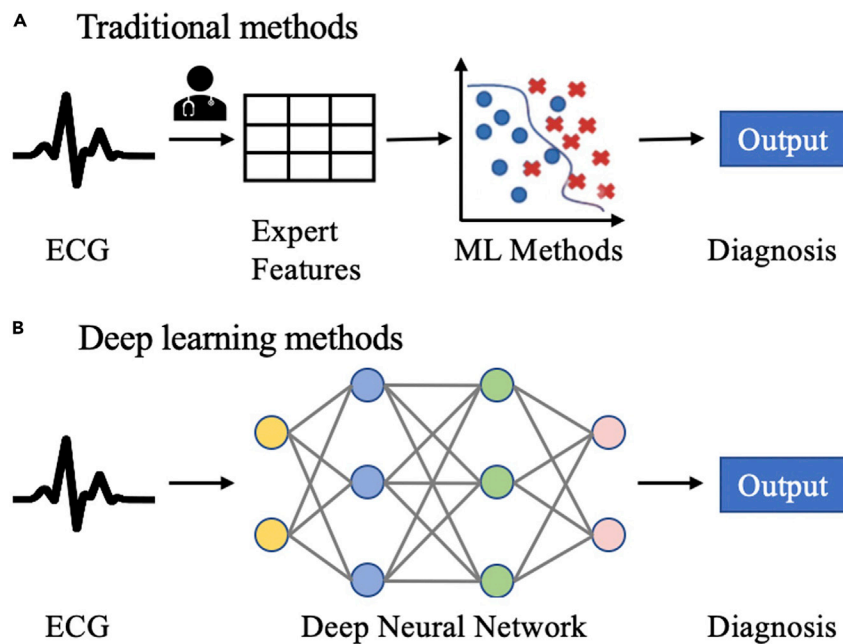 A
Traditional methods
ECG
Expert
Features
ML Methods
Output
Diagnosis
B
Deep learning methods
ECG
Deep Neural Network
Output
Diagnosis